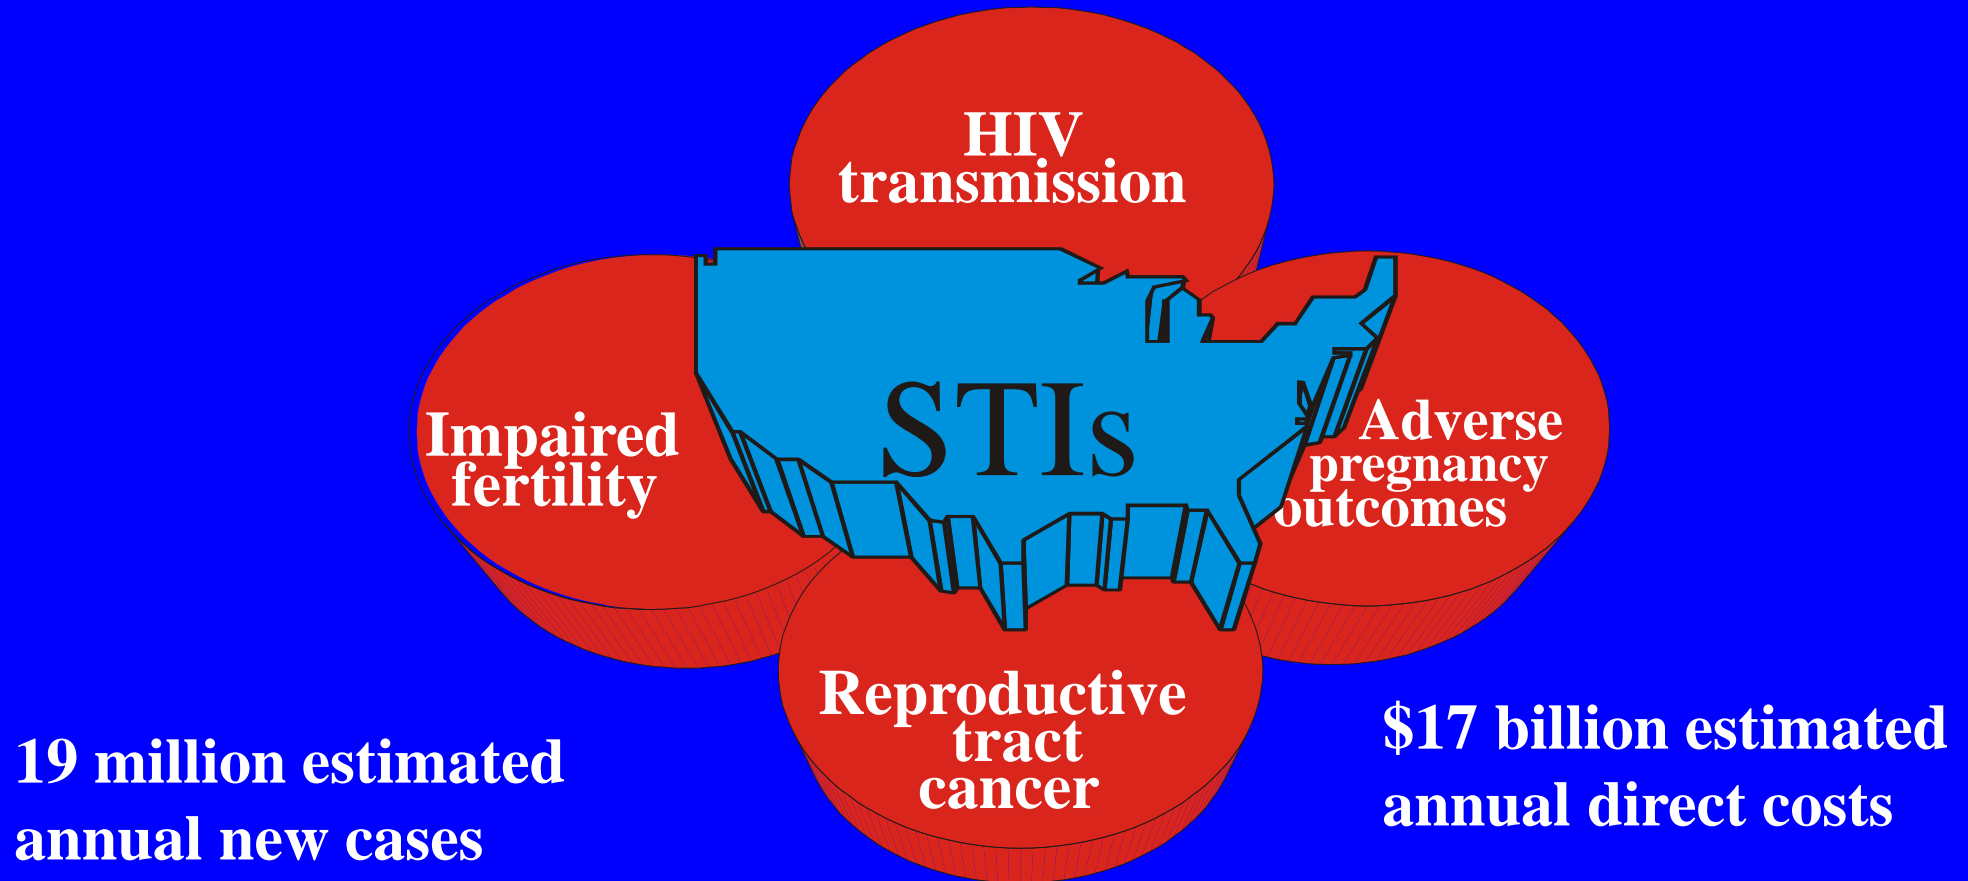 HIV
transmission
Impaired
fertility
STIs
Adverse
pregnancy
outcomes
Reproductive
tract
cancer
19 million estimated
annual new cases
$17 billion estimated
annual direct costs